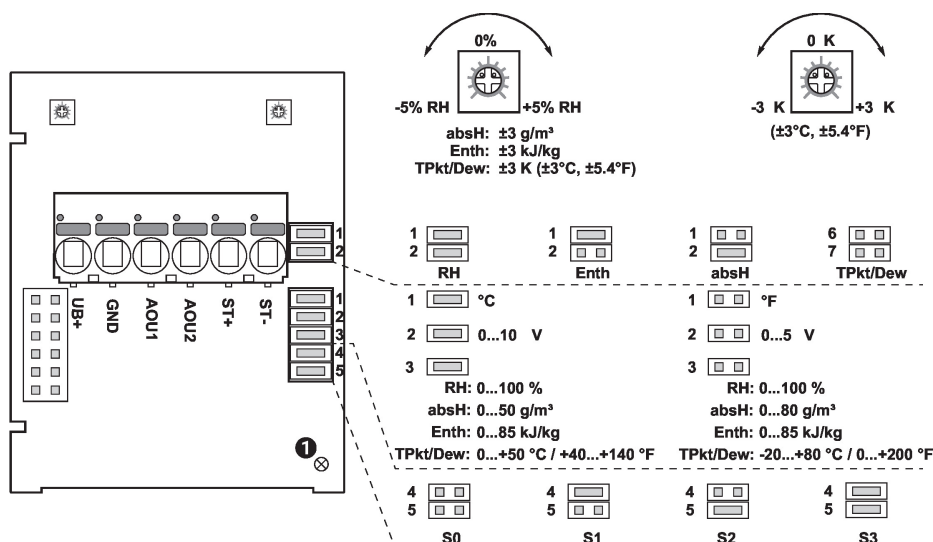 0%
-5% RH +5% RH
absH: ±3 g/m³
Enth: ±3 kJ/kg
TPkt/Dew: ±3 K (±3°C, ±5.4°F)
0 K
-3 K +3 K
(±3°C, ±5.4°F)
1
2
UB+
GND
AOU1
AOU2
ST+
ST-
1
2
3
4
5
1
1
2
RH
1
2
Enth
1
2
absH
6
7
TPkt/Dew
1 °C
2 0...10 V
3
RH: 0...100 %
absH: 0...50 g/m³
Enth: 0...85 kJ/kg
TPkt/Dew: 0...+50 °C / +40...+140 °F
1 °F
2 0...5 V
3
RH: 0...100 %
absH: 0...80 g/m³
Enth: 0...85 kJ/kg
TPkt/Dew: -20...+80 °C / 0...+200 °F
4
5
S0
4
5
S1
4
5
S2
4
5
S3